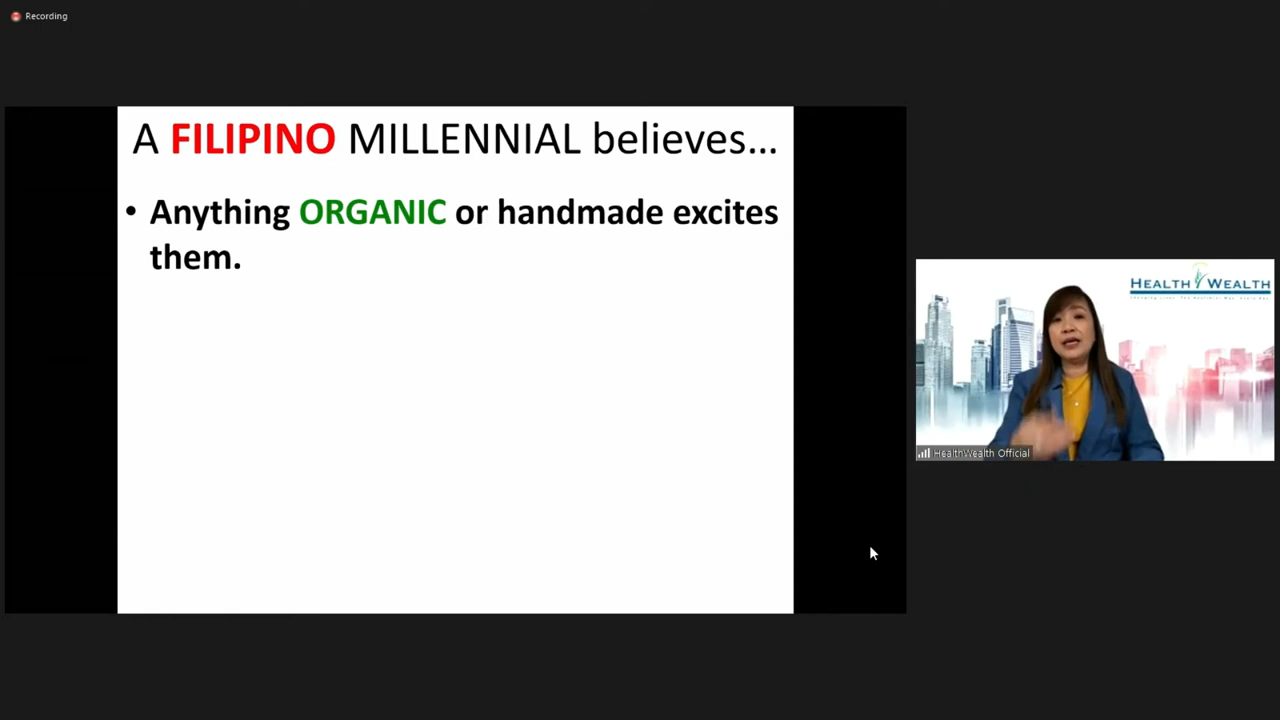 Recording
A FILIPINO MILLENNIAL believes...
• Anything ORGANIC or handmade excites
them.
HEALTH WEALTH
HealthWealth Official